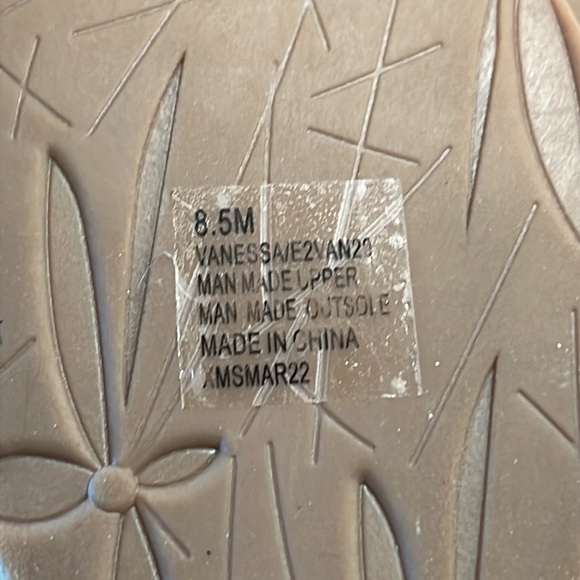 8.5M
VANESSA/E2VAN23
MAN MADE UPPER
MAN MADE OUTSOLE
MADE IN CHINA
XMSMAR22